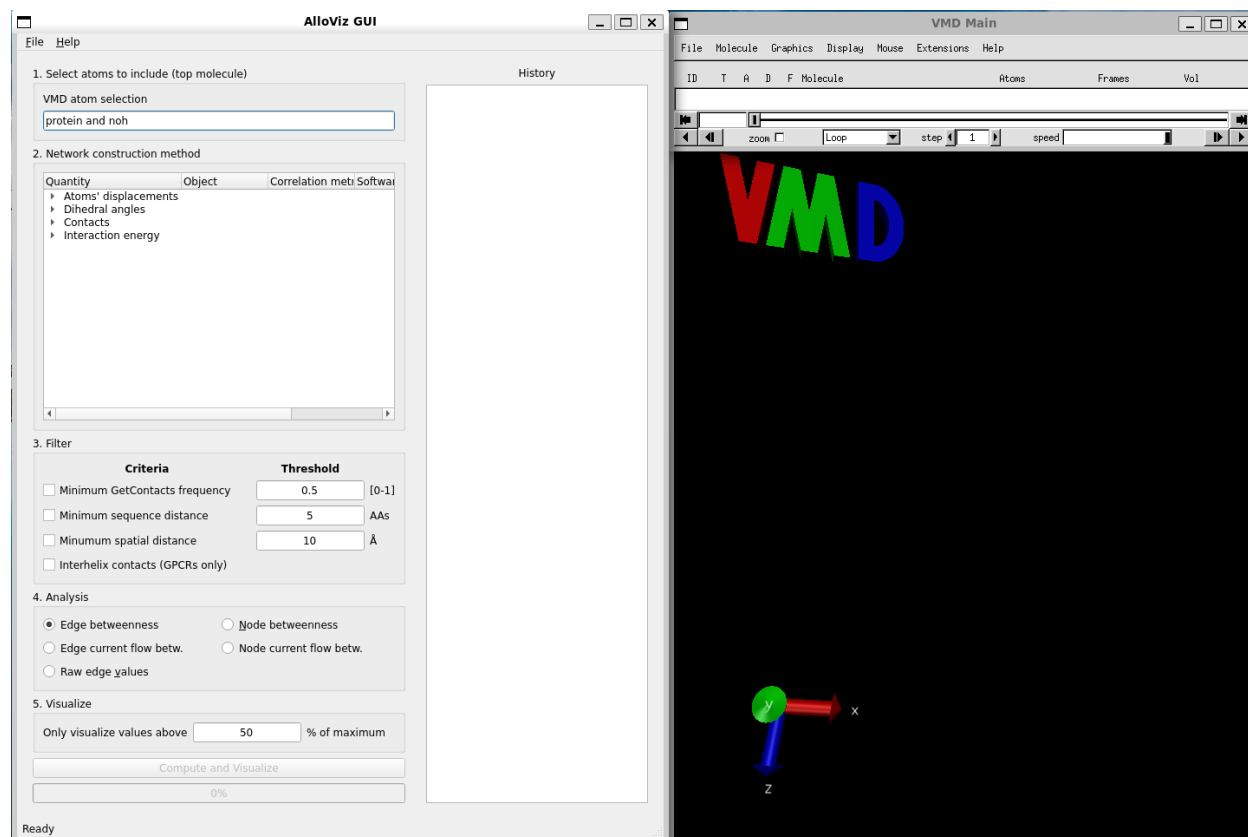 AlloViz GUI
File Help
1. Select atoms to include (top molecule)
VMD atom selection
protein and noh
2. Network construction method
Quantity Object Correlation metr Softwar
Atoms' displacements
Dihedral angles
Contacts
Interaction energy
3. Filter
Criteria Threshold
Minimum GetContacts frequency 0.5 [0-1]
Minimum sequence distance 5 AAs
Minumum spatial distance 10 Å
Interhelix contacts (GPCRs only)
4. Analysis
Edge betweenness Node betweenness
Edge current flow betw. Node current flow betw.
Raw edge values
5. Visualize
Only visualize values above 50 % of maximum
Compute and Visualize
0%
Ready
History
VMD Main
File Molecule Graphics Display Mouse Extensions Help
ID T A D F Molecule Atoms Frames Vol
zoom Loop step 1 speed
VMD
y x
z